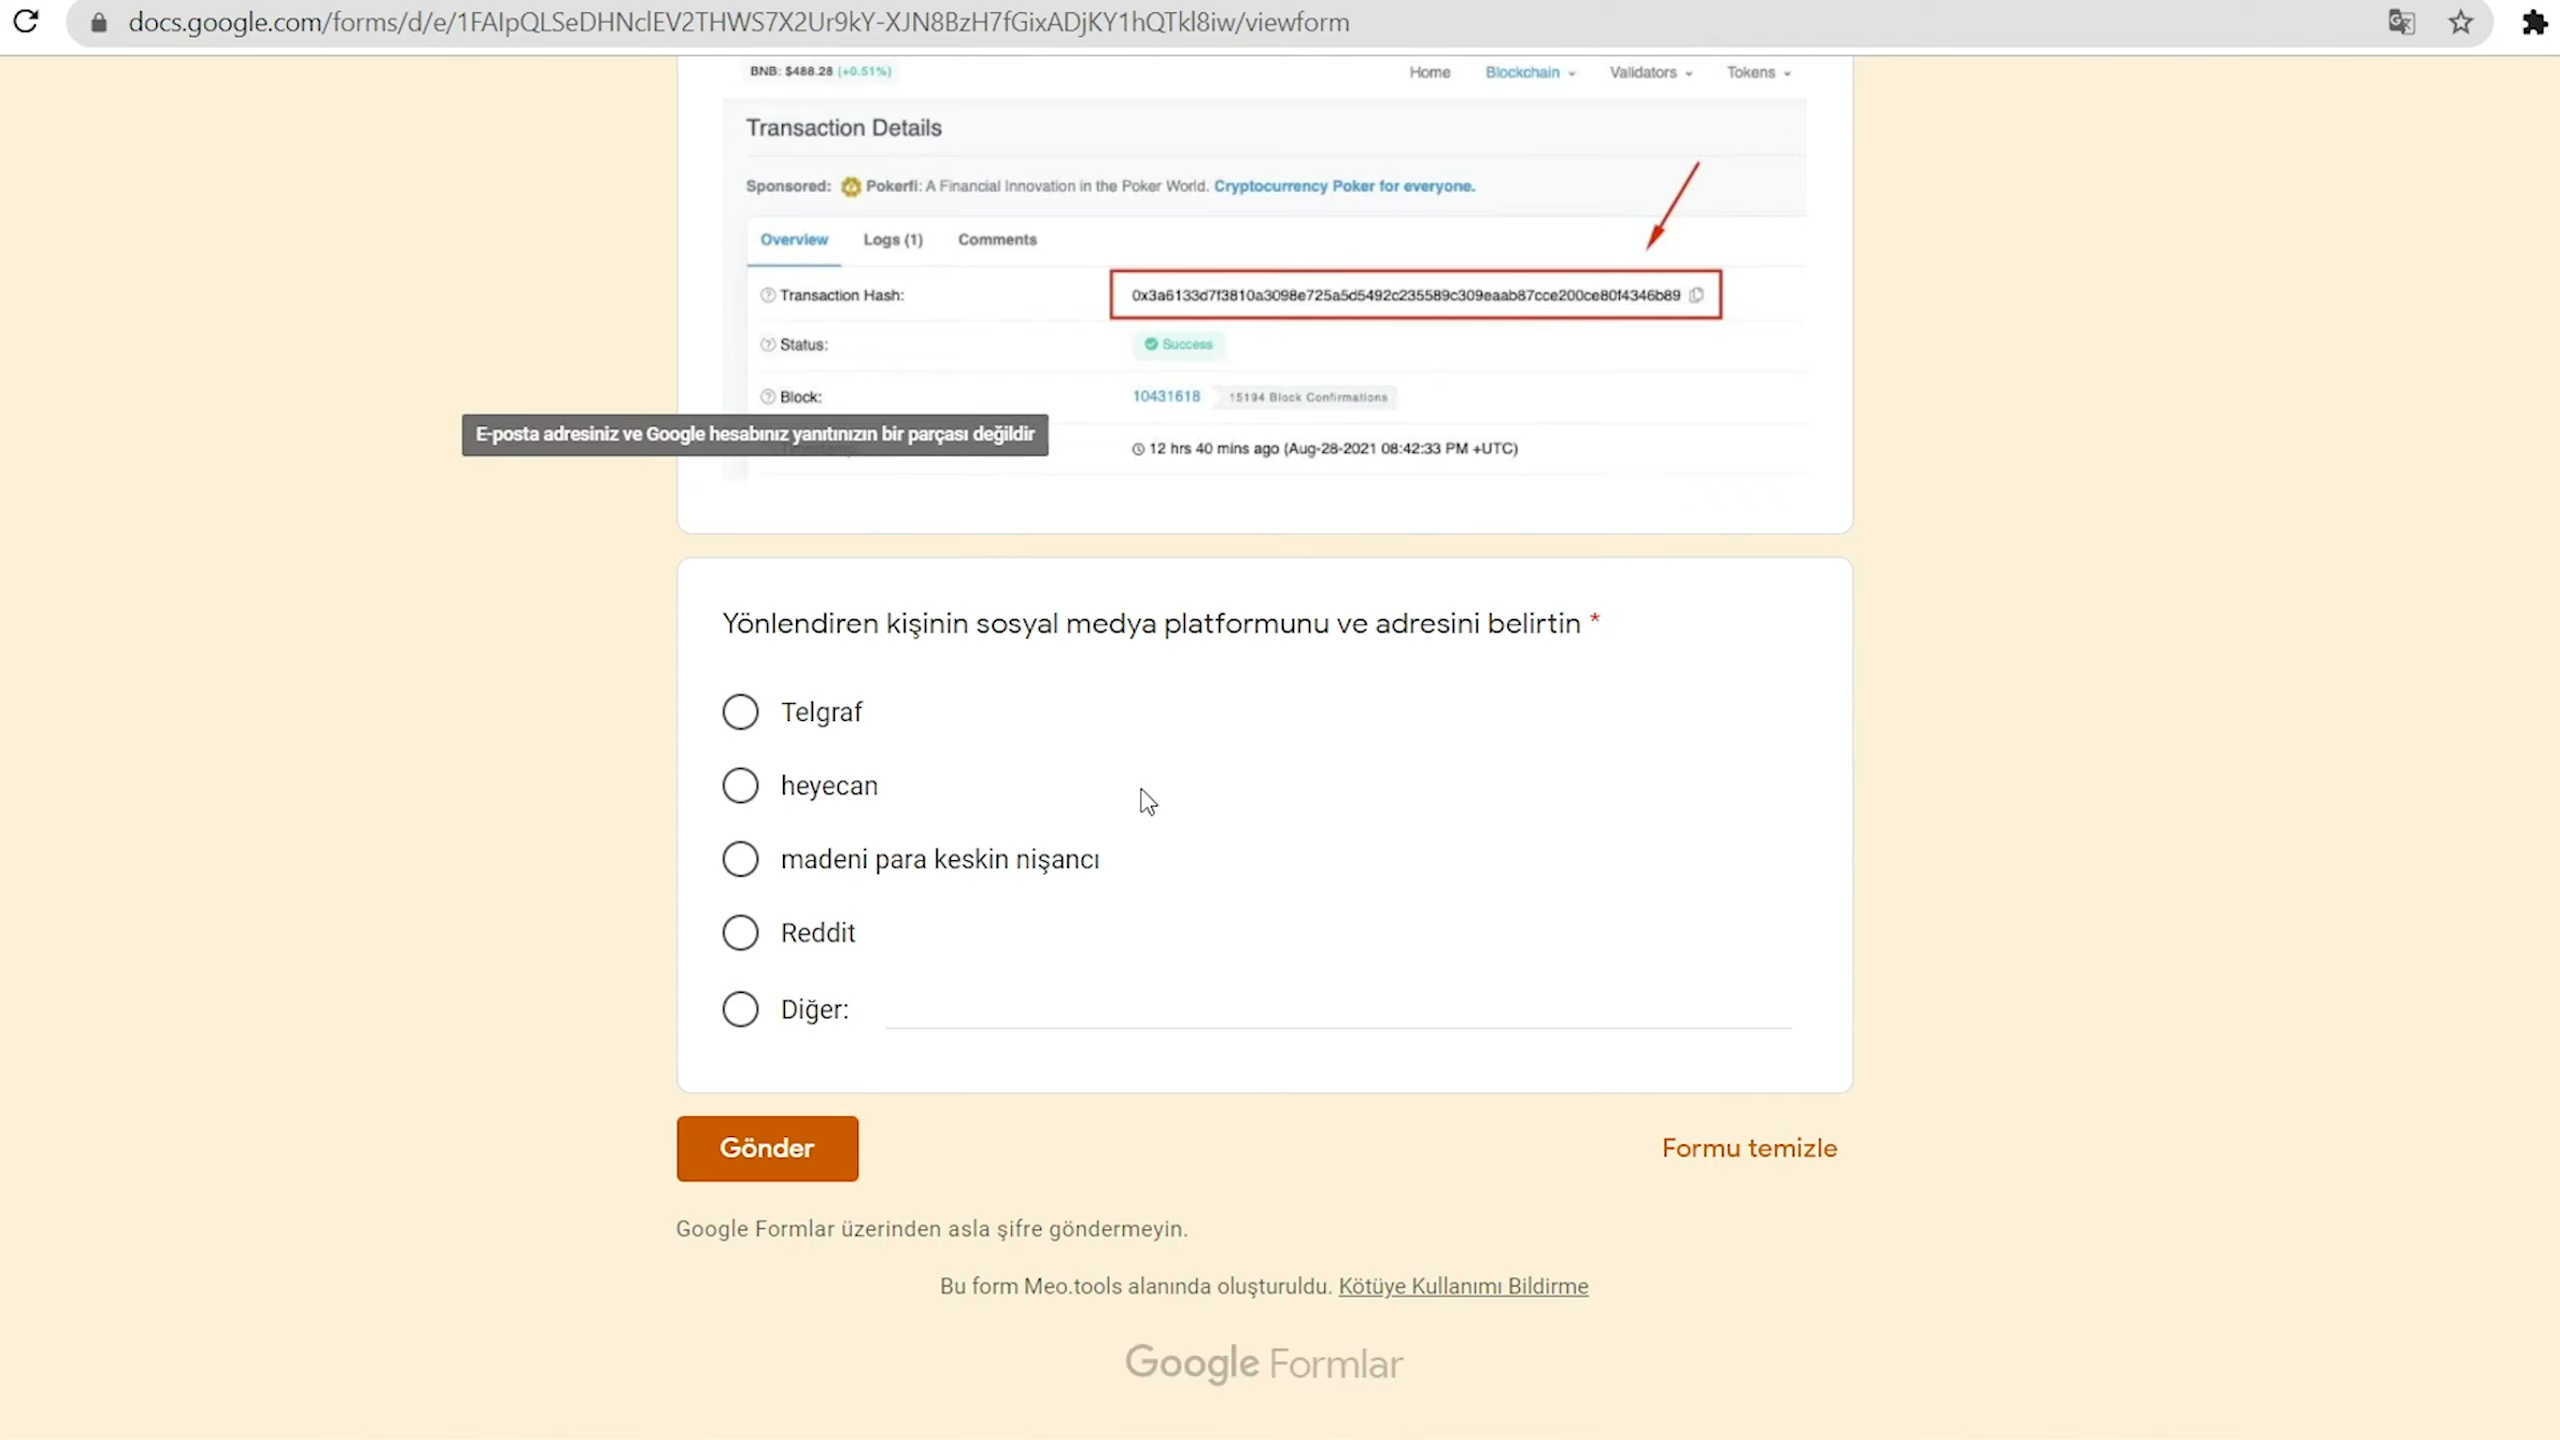 docs.google.com/forms/d/e/1FAIpQLSeDHNclEV2THWS7X2Ur9kY-XJN8BzH7fGixADjKY1hQTkl8iw/viewform
BNB: $488.28 (+0.51%)
Home Blockchain Validators Tokens
Transaction Details
Sponsored: Pokerfi: A Financial Innovation in the Poker World. Cryptocurrency Poker for everyone.
Overview Logs (1) Comments
Transaction Hash: 0x3a6133d7f3810a3098e725a5d5492c235589c309eaab87cce200ce80f4346b89
Status: Success
Block: 10431618 15194 Block Confirmations
E-posta adresiniz ve Google hesabınız yanıtınızın bir parçası değildir
12 hrs 40 mins ago (Aug-28-2021 08:42:33 PM +UTC)
Yönlendiren kişinin sosyal medya platformunu ve adresini belirtin *
Telgraf
heyecan
madeni para keskin nişancı
Reddit
Diğer:
Gönder Formu temizle
Google Formlar üzerinden asla şifre göndermeyin.
Bu form Meo.tools alanında oluşturuldu. Kötüye Kullanımı Bildirme
Google Formlar